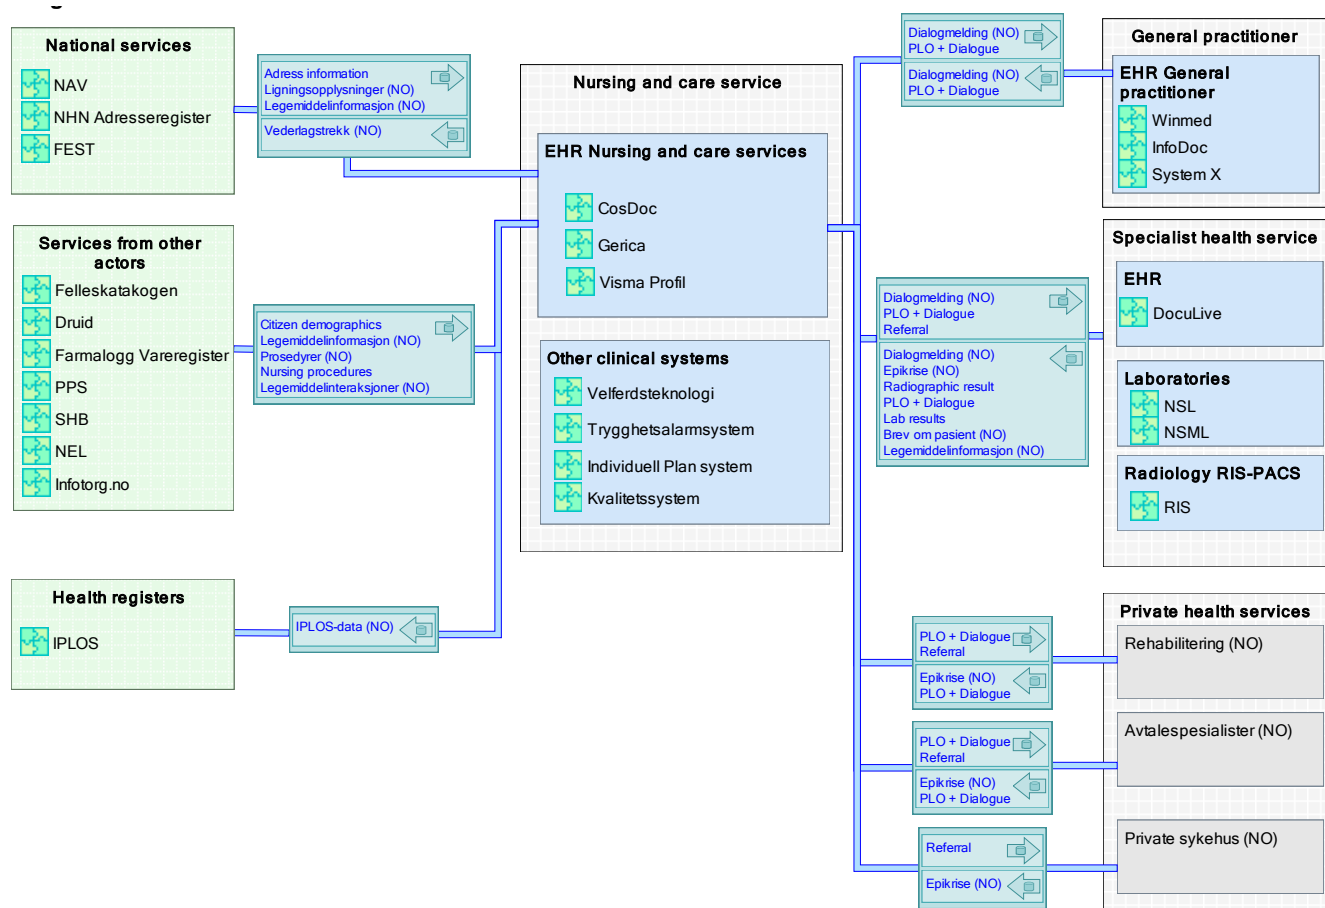 National services
NAV
NHN Adresseregister
FEST
Adress information
Ligningsopplysninger (NO)
Legemiddelinformasjon (NO)
Vederlagstrekk (NO)
Services from other
actors
Felleskatakogen
Druid
Farmalogg Vareregister
PPS
SHB
NEL
Infotorg.no
Citizen demographics
Legemiddelinformasjon (NO)
Prosedyrer (NO)
Nursing procedures
Legemiddelinteraksjoner (NO)
Health registers
IPLOS
IPLOS-data (NO)
Nursing and care service
EHR Nursing and care services
CosDoc
Gerica
Visma Profil
Other clinical systems
Velferdsteknologi
Trygghetsalarmsystem
Individuell Plan system
Kvalitetssystem
Dialogmelding (NO)
PLO + Dialogue
Dialogmelding (NO)
PLO + Dialogue
General practitioner
EHR General
practitioner
Winmed
InfoDoc
System X
Dialogmelding (NO)
PLO + Dialogue
Referral
Dialogmelding (NO)
Epikrise (NO)
Radiographic result
PLO + Dialogue
Lab results
Brev om pasient (NO)
Legemiddelinformasjon (NO)
Specialist health service
EHR
DocuLive
Laboratories
NSL
NSML
Radiology RIS-PACS
RIS
PLO + Dialogue
Referral
Epikrise (NO)
PLO + Dialogue
PLO + Dialogue
Referral
Epikrise (NO)
PLO + Dialogue
Referral
Epikrise (NO)
Private health services
Rehabilitering (NO)
Avtalespesialister (NO)
Private sykehus (NO)